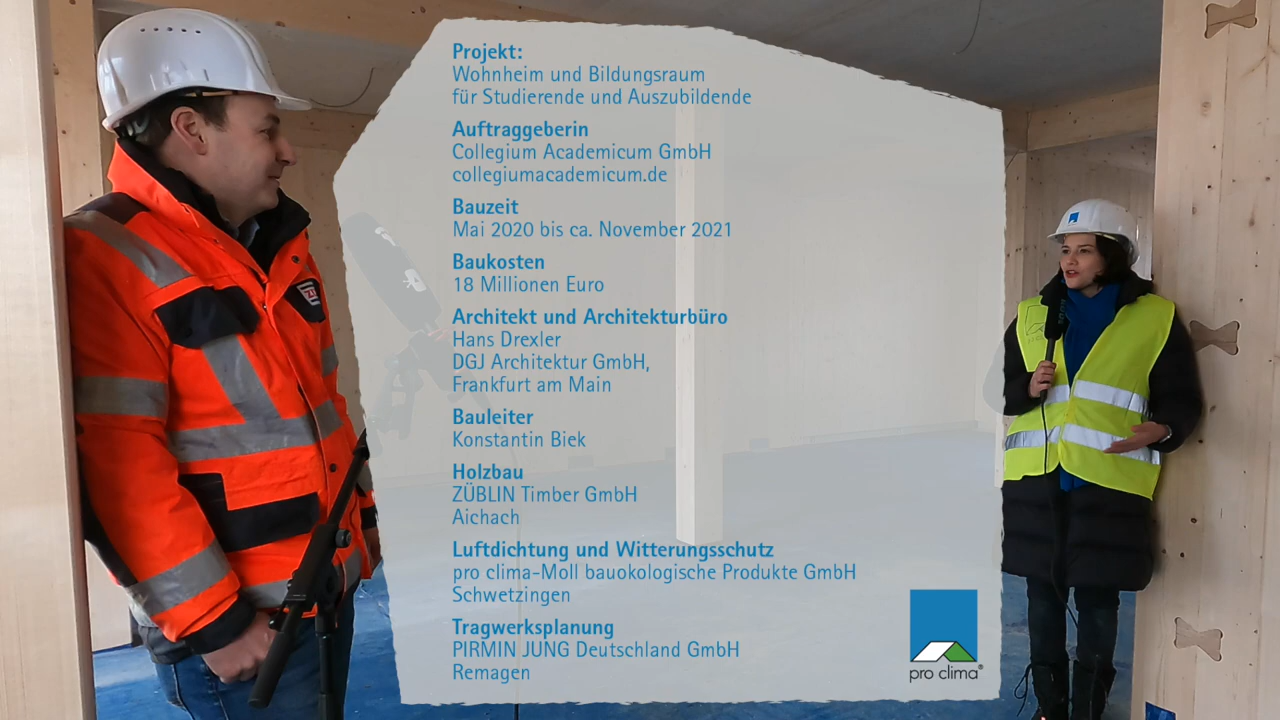 Projekt:
Wohnheim und Bildungsraum
für Studierende und Auszubildende
Auftraggeberin
Collegium Academicum GmbH
collegiumacademicum.de
Bauzeit
Mai 2020 bis ca. November 2021
Baukosten
18 Millionen Euro
Architekt und Architekturbüro
Hans Drexler
DGJ Architektur GmbH,
Frankfurt am Main
Bauleiter
Konstantin Biek
Holzbau
ZÜBLIN Timber GmbH
Aichach
Luftdichtung und Witterungsschutz
pro clima-Moll bauokologische Produkte GmbH
Schwetzingen
Tragwerksplanung
PIRMIN JUNG Deutschland GmbH
Remagen
pro clima®